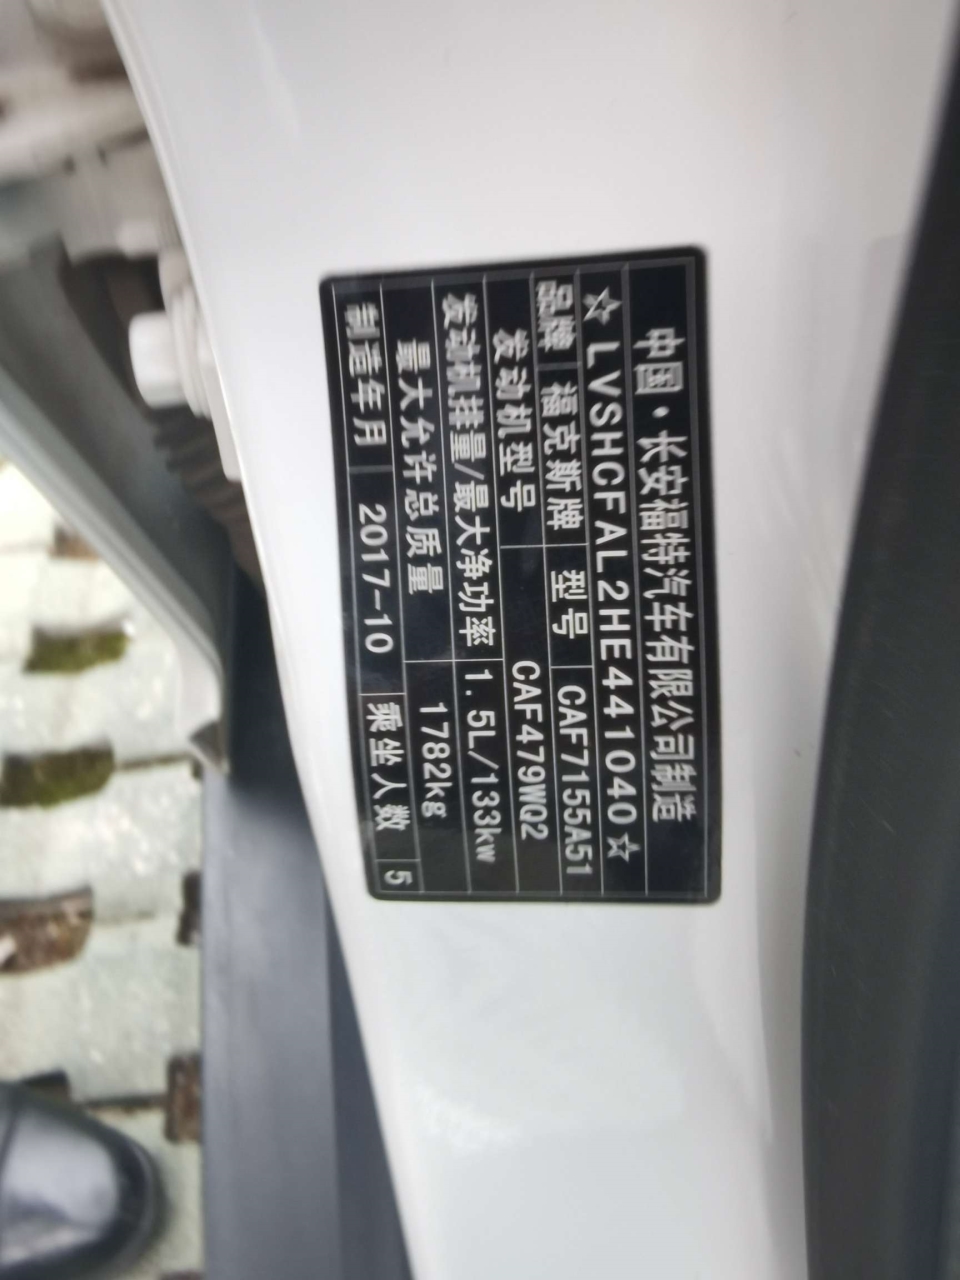 中国·长安福特汽车有限公司制造
☆LVSHCFAL2HE441040☆
品牌 福克斯牌 型号 CAF7155A51
发动机型号 CAF479WQ2
发动机排量/最大净功率 1.5L/133kw
最大允许总质量 1782kg
制造年月 2017-10 乘坐人数 5